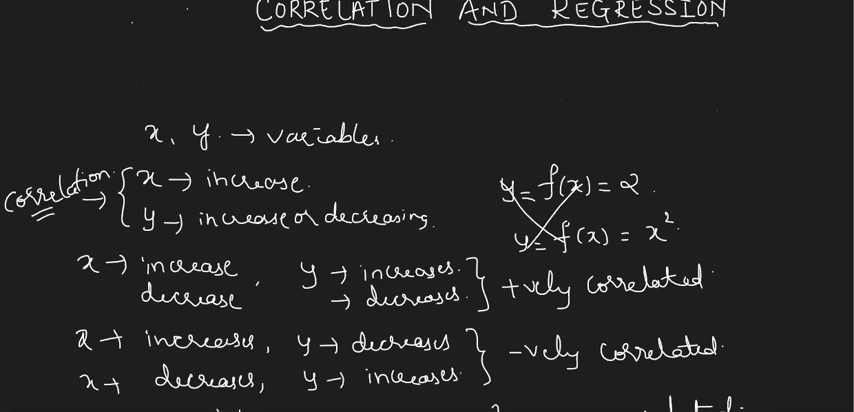 CORRELATION AND REGRESSION
x, y → variables.
Correlation → { x → increase.
y → increase or decreasing.
y = f(x) = 2.
y = f(x) = x².
x → increase, y → increases.
decrease → decreases. } +vely correlated
x → increases, y → decreases
x → decreases, y → increases. } -vely correlated.